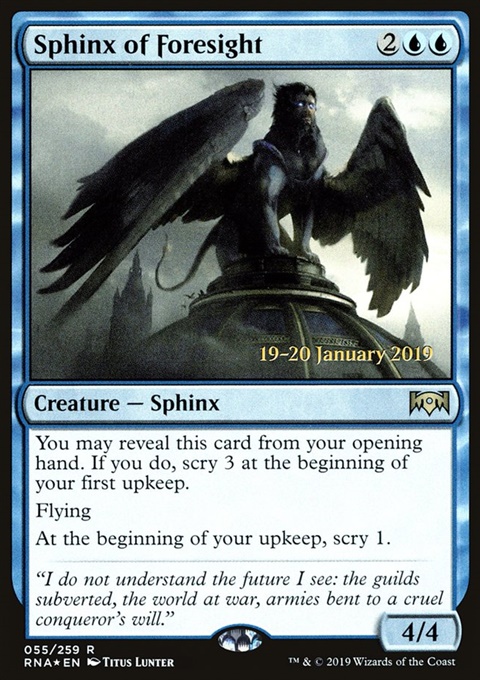 Sphinx of Foresight 2
19–20 January 2019
Creature — Sphinx
You may reveal this card from your opening
hand. If you do, scry 3 at the beginning of
your first upkeep.
Flying
At the beginning of your upkeep, scry 1.
“I do not understand the future I see: the guilds
subverted, the world at war, armies bent to a cruel
conqueror’s will.”
4/4
055/259 R
RNA★EN Titus Lunter
™ & © 2019 Wizards of the Coast